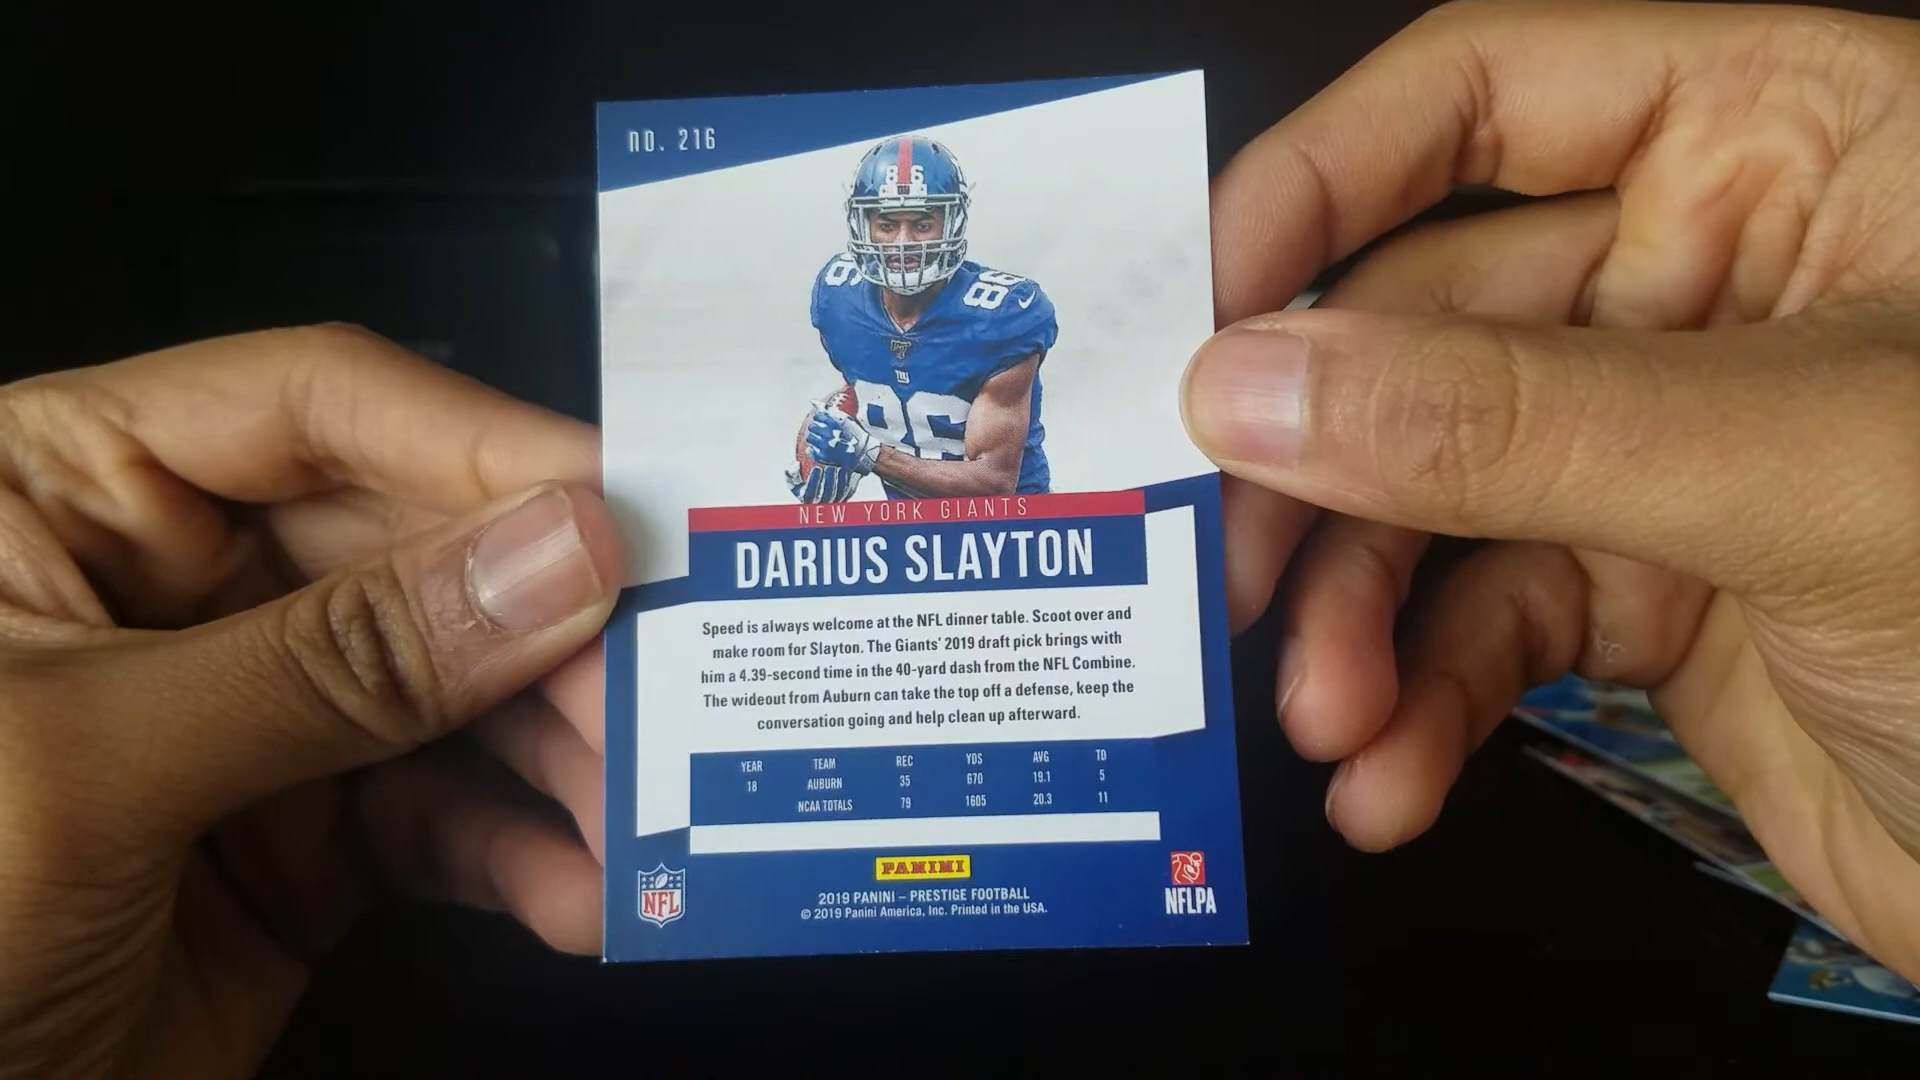 no. 216
86
86
86
86
NEW YORK GIANTS
DARIUS SLAYTON
Speed is always welcome at the NFL dinner table. Scoot over and
make room for Slayton. The Giants' 2019 draft pick brings with
him a 4.39-second time in the 40-yard dash from the NFL Combine.
The wideout from Auburn can take the top off a defense, keep the
conversation going and help clean up afterward.
YEAR TEAM REC YDS AVG TD
18 AUBURN 35 670 19.1 5
NCAA TOTALS 79 1605 20.3 11
PANINI
NFL
2019 PANINI – PRESTIGE FOOTBALL
© 2019 Panini America, Inc. Printed in the USA.
NFLPA